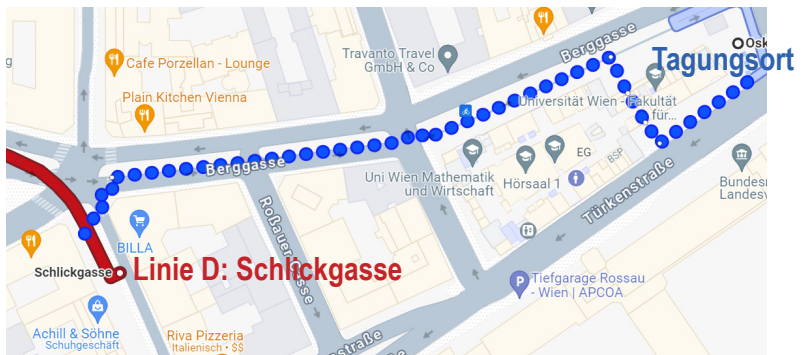 Berggasse
Osk
Travanto Travel
GmbH & Co
Tagungsort
g
Cafe Porzellan - Lounge
Plain Kitchen Vienna
Universität Wien - Fakultät
für...
EG
BSP
Berggasse
Uni Wien Mathematik
und Wirtschaft
Hörsaal 1
Bundes
Landesv
Türkenstraße
Roßauer Gasse
BILLA
Schlickgasse
Linie D: Schlickgasse
Tiefgarage Rossau
- Wien | APCOA
Achill & Söhne
Schuhgeschäft
Riva Pizzeria
Italienisch • $$
straße